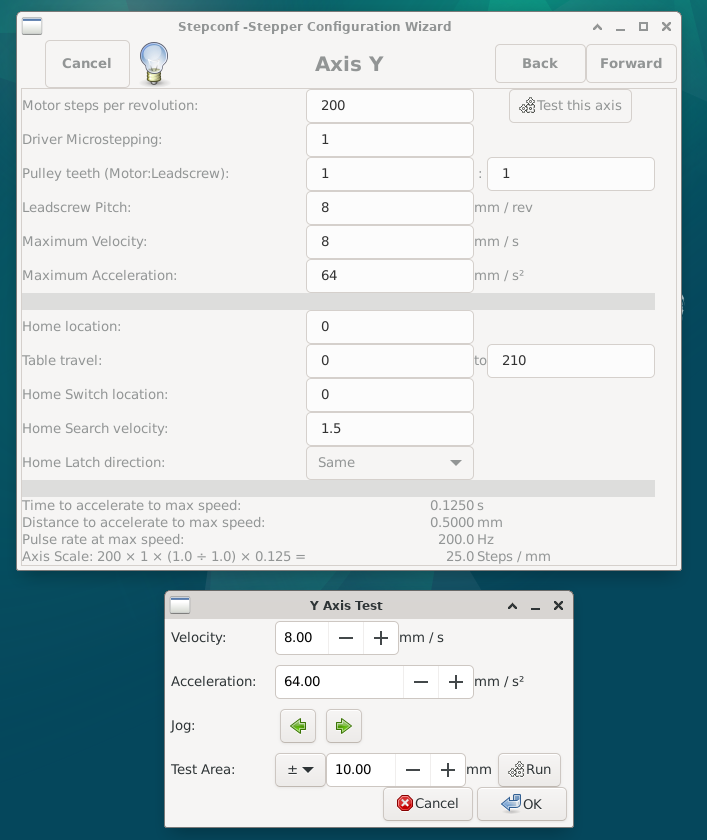 Stepconf -Stepper Configuration Wizard
Cancel Axis Y Back Forward
Motor steps per revolution: 200 Test this axis
Driver Microstepping: 1
Pulley teeth (Motor:Leadscrew): 1 : 1
Leadscrew Pitch: 8 mm / rev
Maximum Velocity: 8 mm / s
Maximum Acceleration: 64 mm / s²
Home location: 0
Table travel: 0 to 210
Home Switch location: 0
Home Search velocity: 1.5
Home Latch direction: Same
Time to accelerate to max speed: 0.1250 s
Distance to accelerate to max speed: 0.5000 mm
Pulse rate at max speed: 200.0 Hz
Axis Scale: 200 × 1 × (1.0 ÷ 1.0) × 0.125 = 25.0 Steps / mm
Y Axis Test
Velocity: 8.00 mm / s
Acceleration: 64.00 mm / s²
Jog:
Test Area: ± 10.00 mm Run
Cancel OK